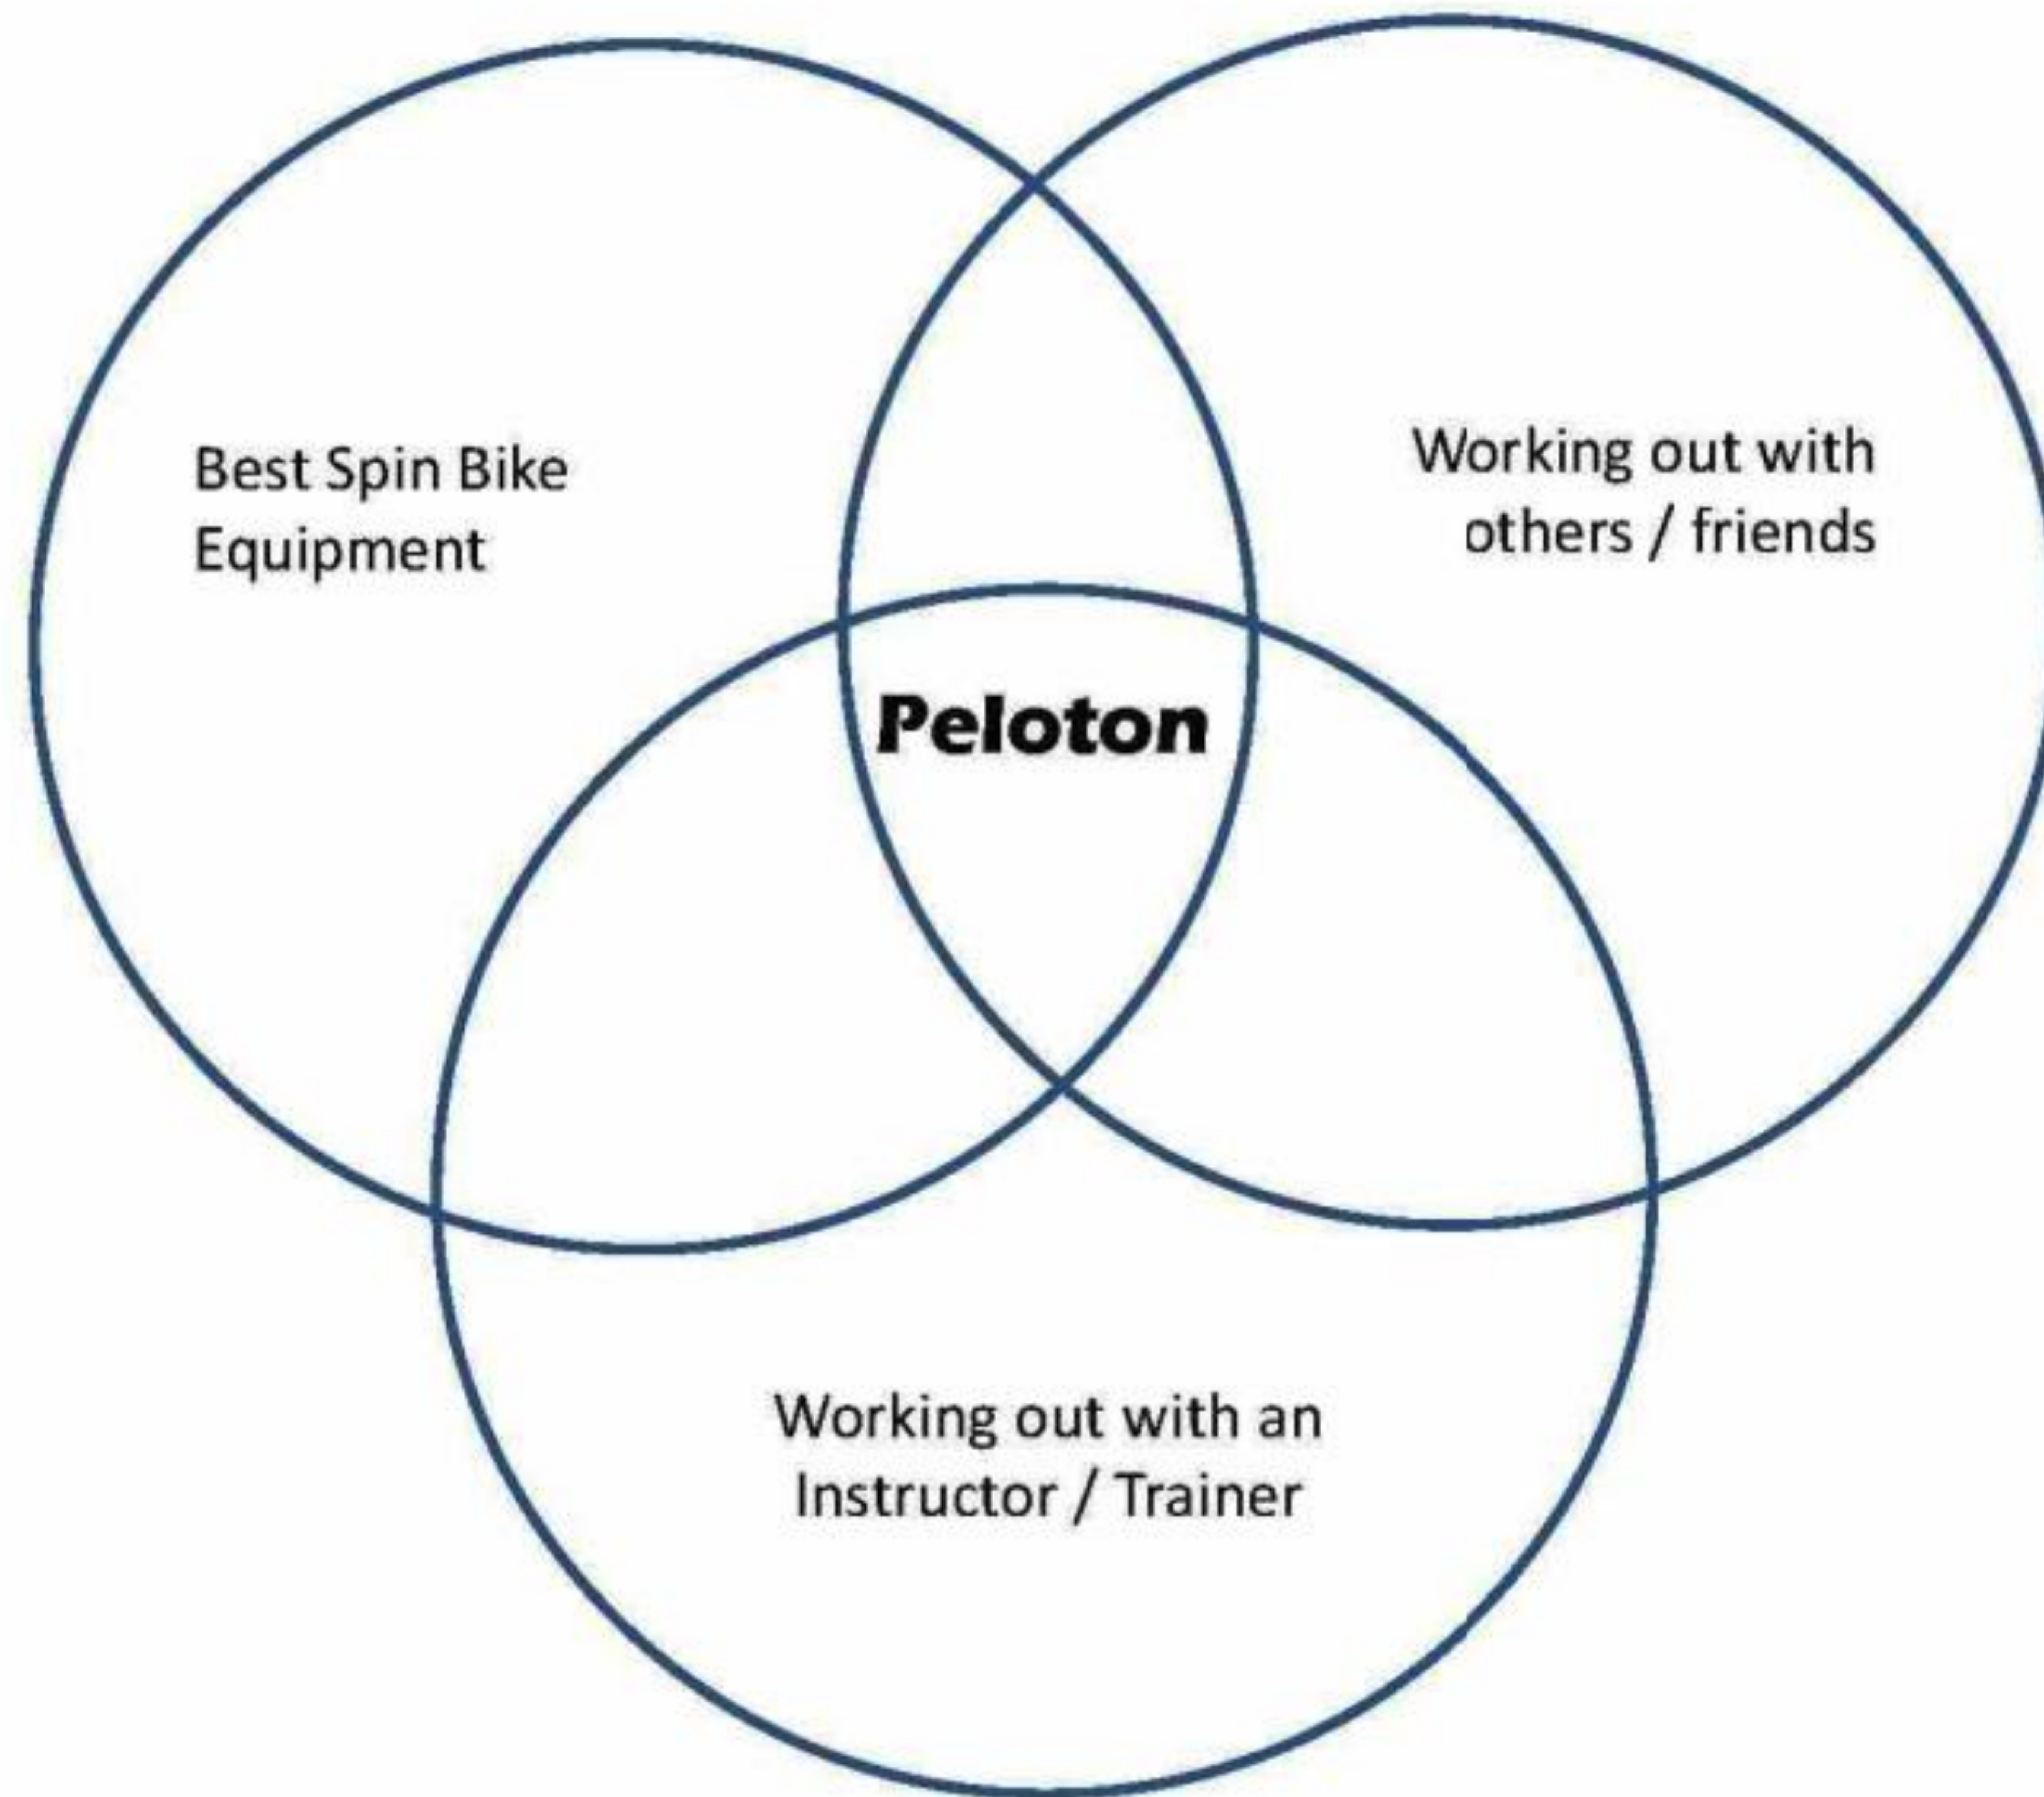 Best Spin Bike
Equipment
Working out with
others / friends
Peloton
Working out with an
Instructor / Trainer